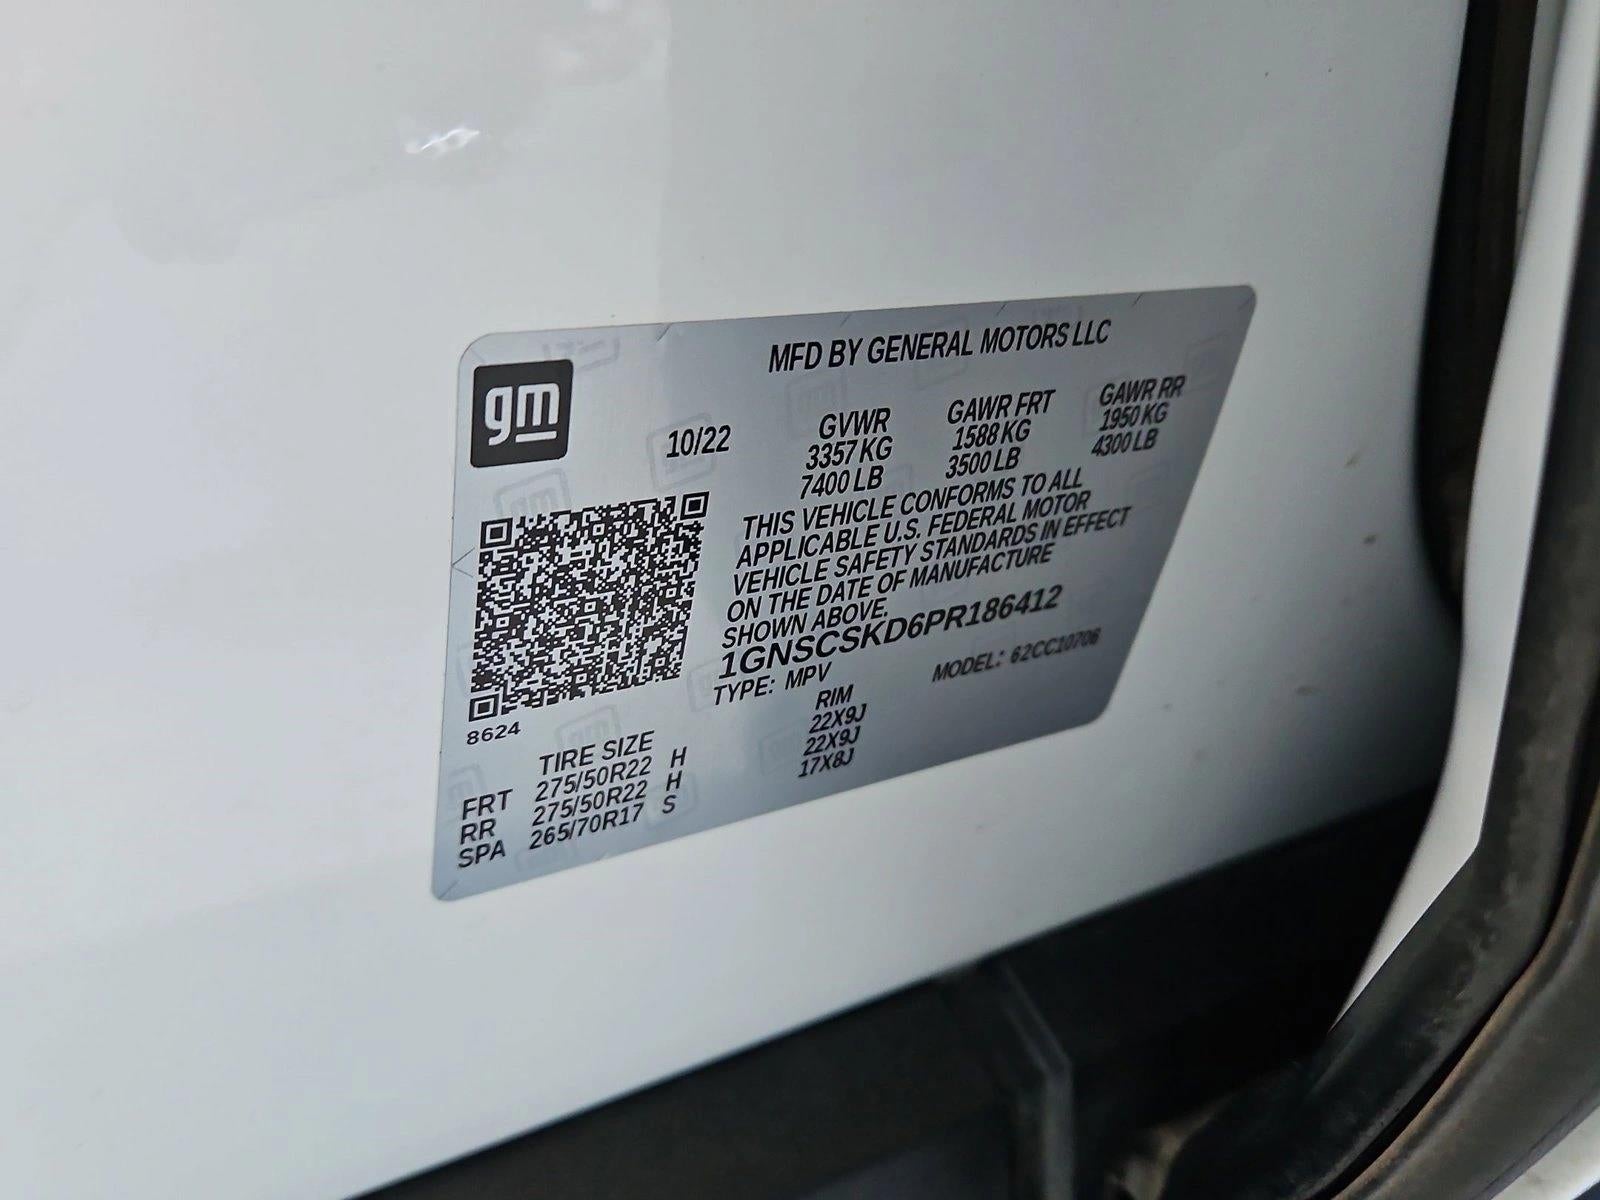 gm
MFD BY GENERAL MOTORS LLC
10/22
GVWR GAWR FRT GAWR RR
3357 KG 1588 KG 1950 KG
7400 LB 3500 LB 4300 LB
THIS VEHICLE CONFORMS TO ALL
APPLICABLE U.S. FEDERAL MOTOR
VEHICLE SAFETY STANDARDS IN EFFECT
ON THE DATE OF MANUFACTURE
SHOWN ABOVE.
1GNSCSKD6PR186412
TYPE: MPV MODEL: 62CC10706
8624
TIRE SIZE RIM
FRT 275/50R22 H 22X9J
RR 275/50R22 H 22X9J
SPA 265/70R17 S 17X8J